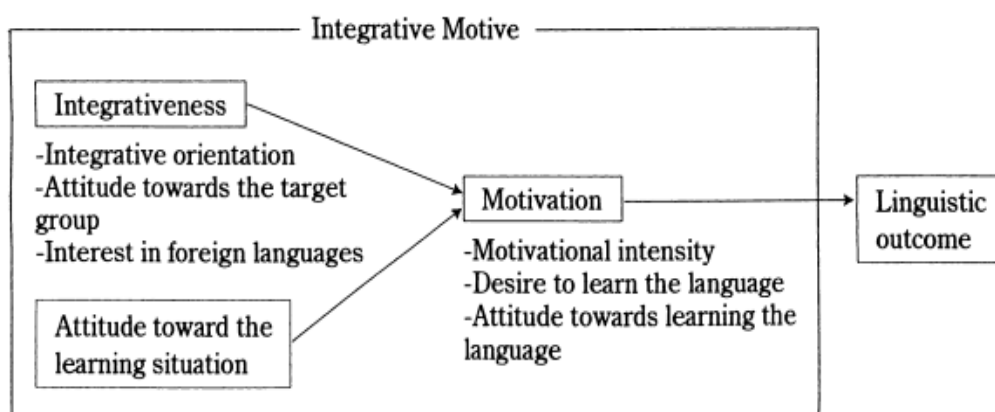 Integrative Motive
Integrativeness
-Integrative orientation
-Attitude towards the target
group
-Interest in foreign languages
Attitude toward the
learning situation
Motivation
-Motivational intensity
-Desire to learn the language
-Attitude towards learning the
language
Linguistic
outcome